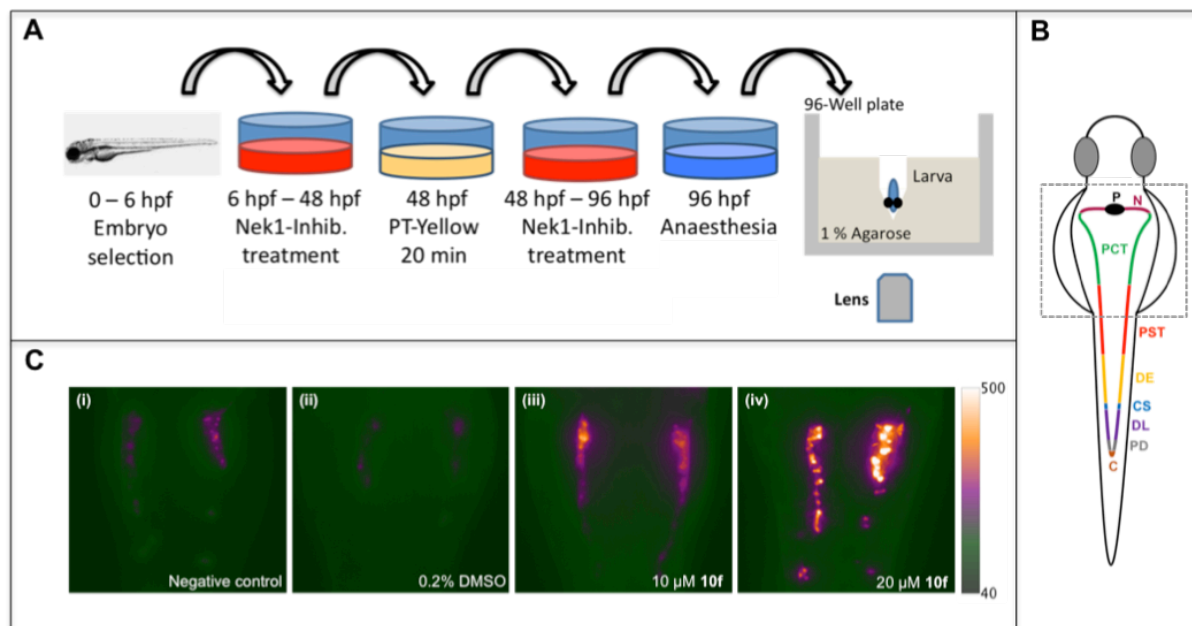 A
96-Well plate
Larva
1 % Agarose
Lens
0 – 6 hpf
Embryo
selection
6 hpf – 48 hpf
Nek1-Inhib.
treatment
48 hpf
PT-Yellow
20 min
48 hpf – 96 hpf
Nek1-Inhib.
treatment
96 hpf
Anaesthesia
B
P
N
PCT
PST
DE
CS
DL
PD
C
C
(i)
Negative control
(ii)
0.2% DMSO
(iii)
10 µM 10f
(iv)
20 µM 10f
500
40